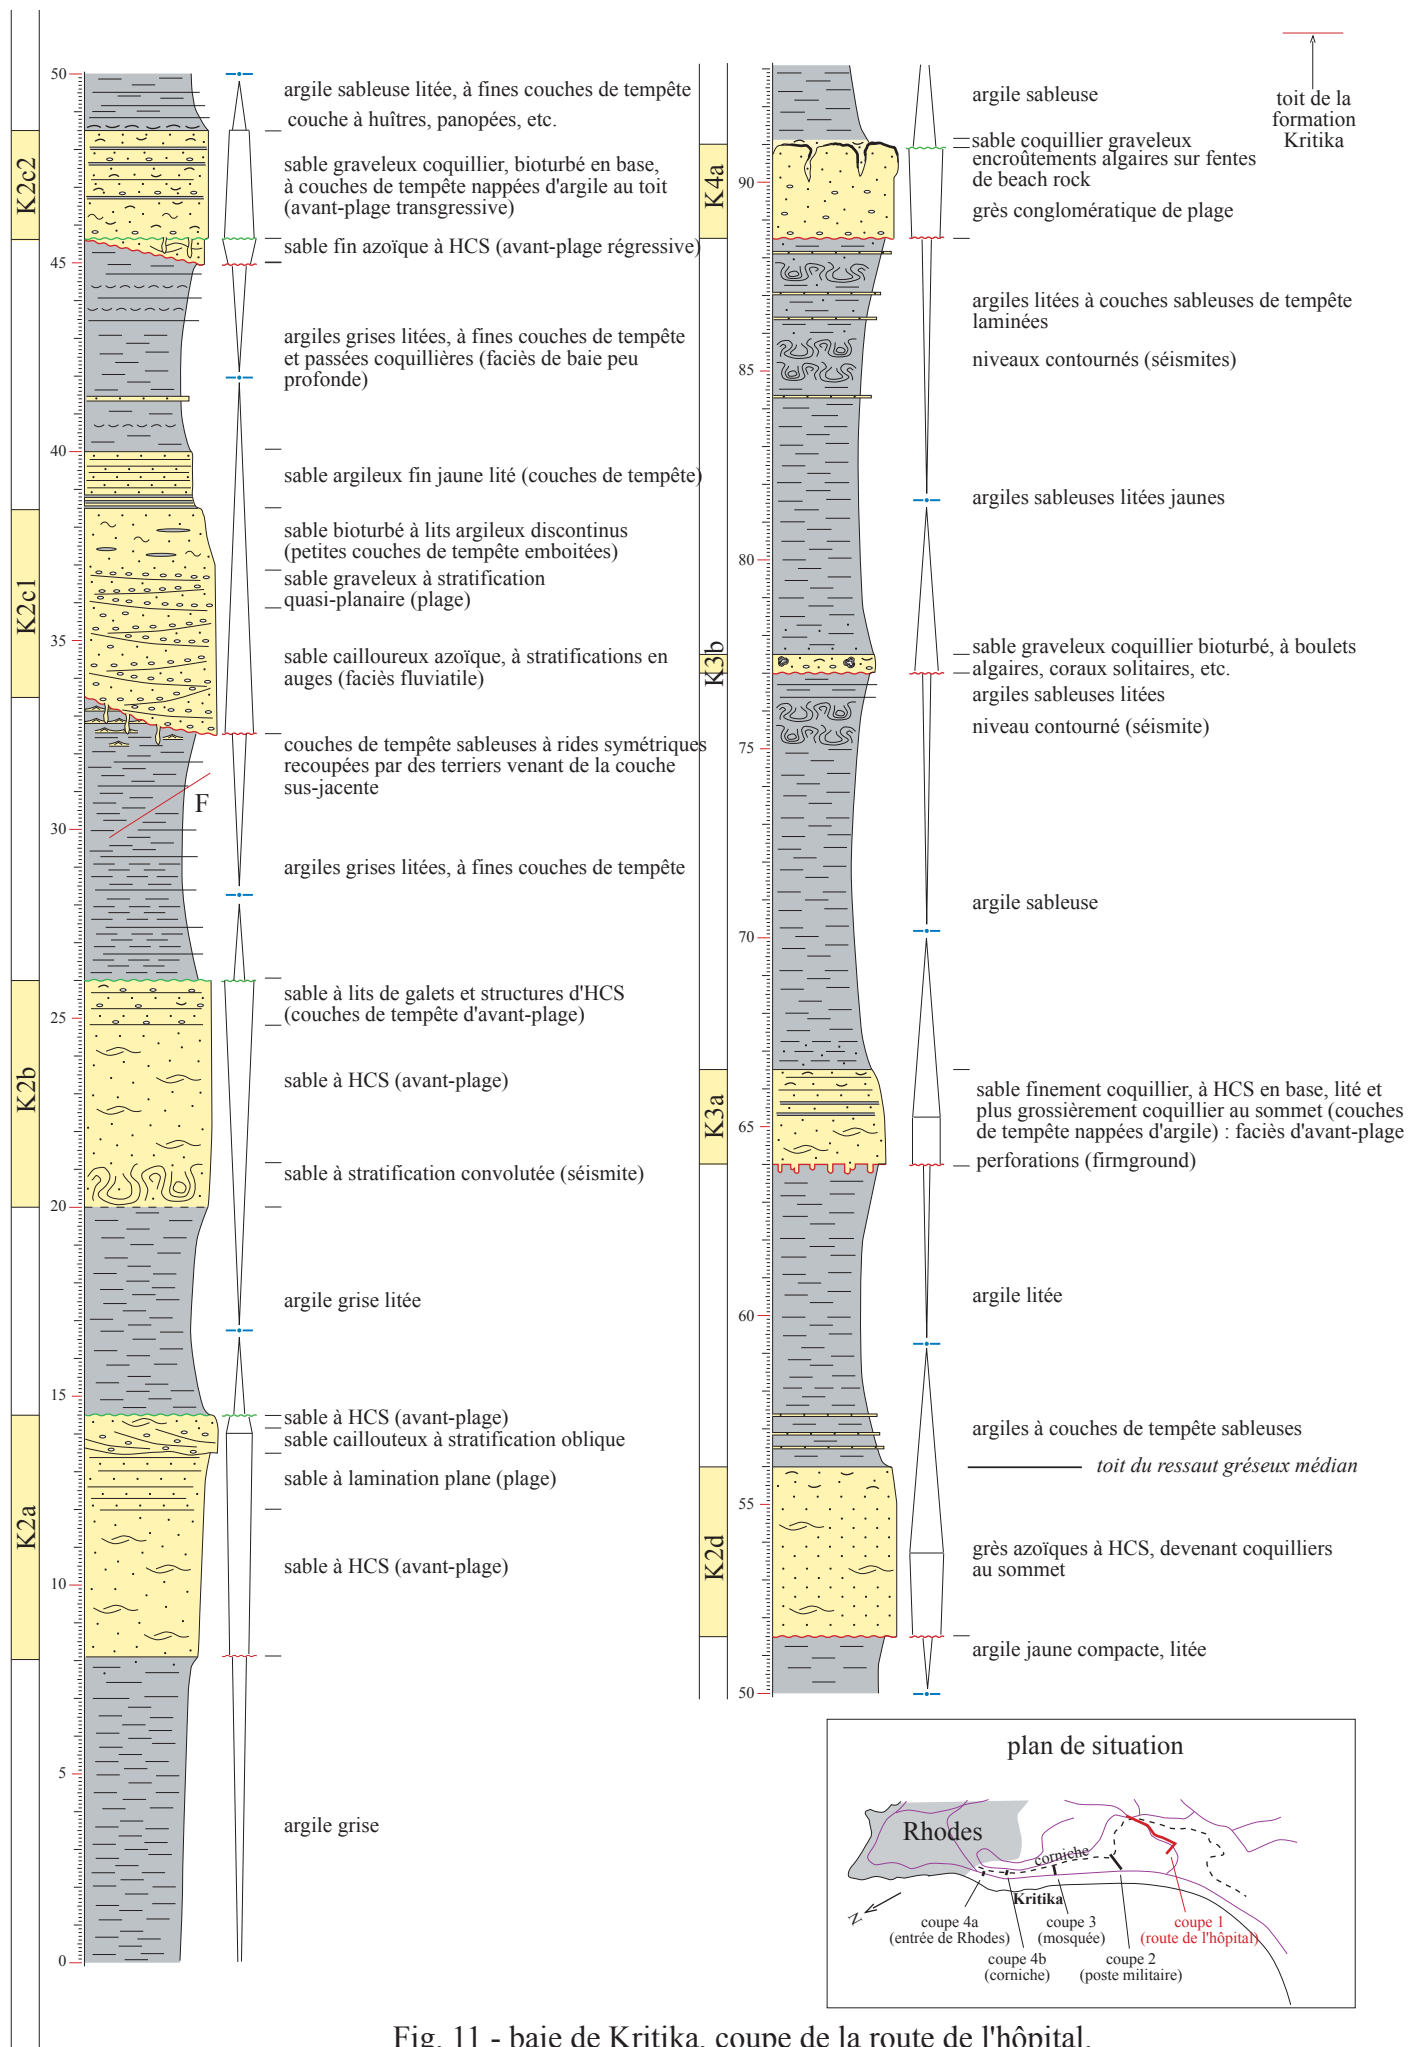 50
45
40
35
30
25
20
15
10
5
0
K2c2
K2c1
K2b
K2a
F
argile sableuse litée, à fines couches de tempête
couche à huîtres, panopées, etc.
sable graveleux coquillier, bioturbé en base,
à couches de tempête nappées d'argile au toit
(avant-plage transgressive)
sable fin azoïque à HCS (avant-plage régressive)
argiles grises litées, à fines couches de tempête
et passées coquillières (faciès de baie peu
profonde)
sable argileux fin jaune lité (couches de tempête)
sable bioturbé à lits argileux discontinus
(petites couches de tempête emboitées)
sable graveleux à stratification
quasi-planaire (plage)
sable cailloureux azoïque, à stratifications en
auges (faciès fluviatile)
couches de tempête sableuses à rides symétriques
recoupées par des terriers venant de la couche
sus-jacente
argiles grises litées, à fines couches de tempête
sable à lits de galets et structures d'HCS
(couches de tempête d'avant-plage)
sable à HCS (avant-plage)
sable à stratification convolutée (séismite)
argile grise litée
sable à HCS (avant-plage)
sable caillouteux à stratification oblique
sable à lamination plane (plage)
sable à HCS (avant-plage)
argile grise
90
85
80
75
70
65
60
55
50
K4a
K3b
K3a
K2d
toit de la
formation
Kritika
argile sableuse
sable coquillier graveleux
encroûtements algaires sur fentes
de beach rock
grès conglomératique de plage
argiles litées à couches sableuses de tempête
laminées
niveaux contournés (séismites)
argiles sableuses litées jaunes
sable graveleux coquillier bioturbé, à boulets
algaires, coraux solitaires, etc.
argiles sableuses litées
niveau contourné (séismite)
argile sableuse
sable finement coquillier, à HCS en base, lité et
plus grossièrement coquillier au sommet (couches
de tempête nappées d'argile) : faciès d'avant-plage
perforations (firmground)
argile litée
argiles à couches de tempête sableuses
toit du ressaut gréseux médian
grès azoïques à HCS, devenant coquilliers
au sommet
argile jaune compacte, litée
plan de situation
Rhodes
corniche
Kritika
N
coupe 4a
(entrée de Rhodes)
coupe 4b
(corniche)
coupe 3
(mosquée)
coupe 2
(poste militaire)
coupe 1
(route de l'hôpital)
Fig. 11 - baie de Kritika, coupe de la route de l'hôpital.